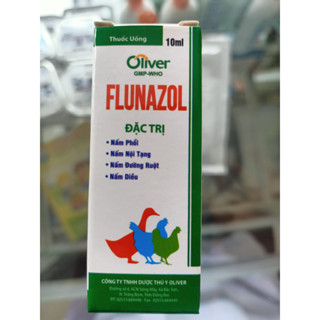 Thuốc Uống
10ml
Oliver
GMP-WHO
FLUNAZOL
ĐẶC TRỊ
• Nấm Phổi
• Nấm Nội Tạng
• Nấm Đường Ruột
• Nấm Diều
CÔNG TY TNHH DƯỢC THÚ Y OLIVER